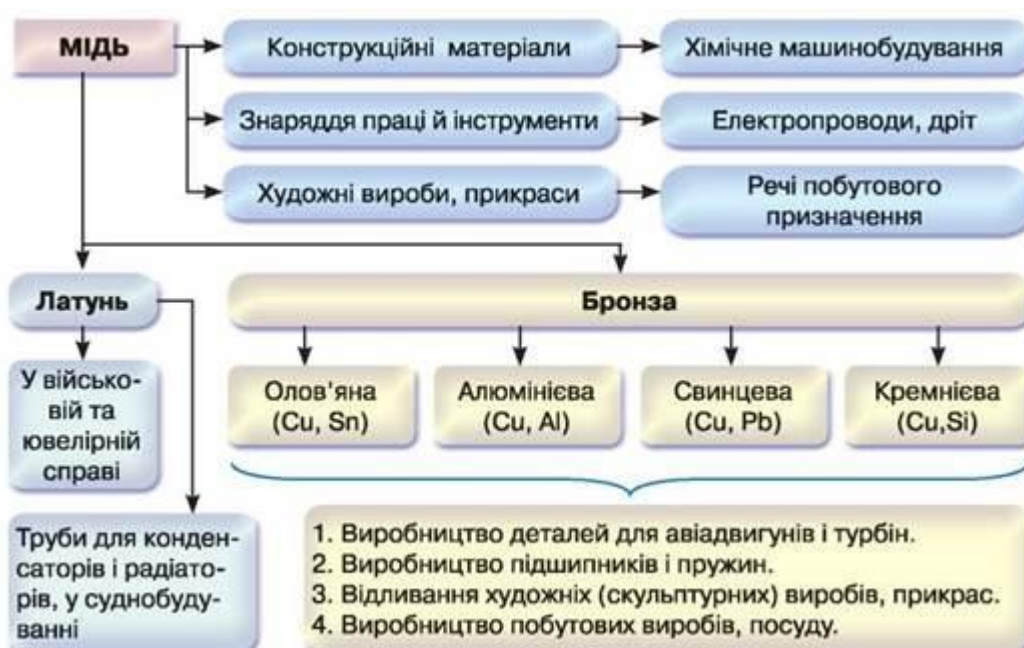 МІДЬ
Конструкційні матеріали
Хімічне машинобудування
Знаряддя праці й інструменти
Електропроводи, дріт
Художні вироби, прикраси
Речі побутового
призначення
Латунь
Бронза
У військо-
вій та
ювелірній
справі
Олов’яна
(Cu, Sn)
Алюмінієва
(Cu, Al)
Свинцева
(Cu, Pb)
Кремнієва
(Cu,Si)
Труби для конден-
саторів і радіато-
рів, у суднобуду-
ванні
1. Виробництво деталей для авіадвигунів і турбін.
2. Виробництво підшипників і пружин.
3. Відливання художніх (скульптурних) виробів, прикрас.
4. Виробництво побутових виробів, посуду.